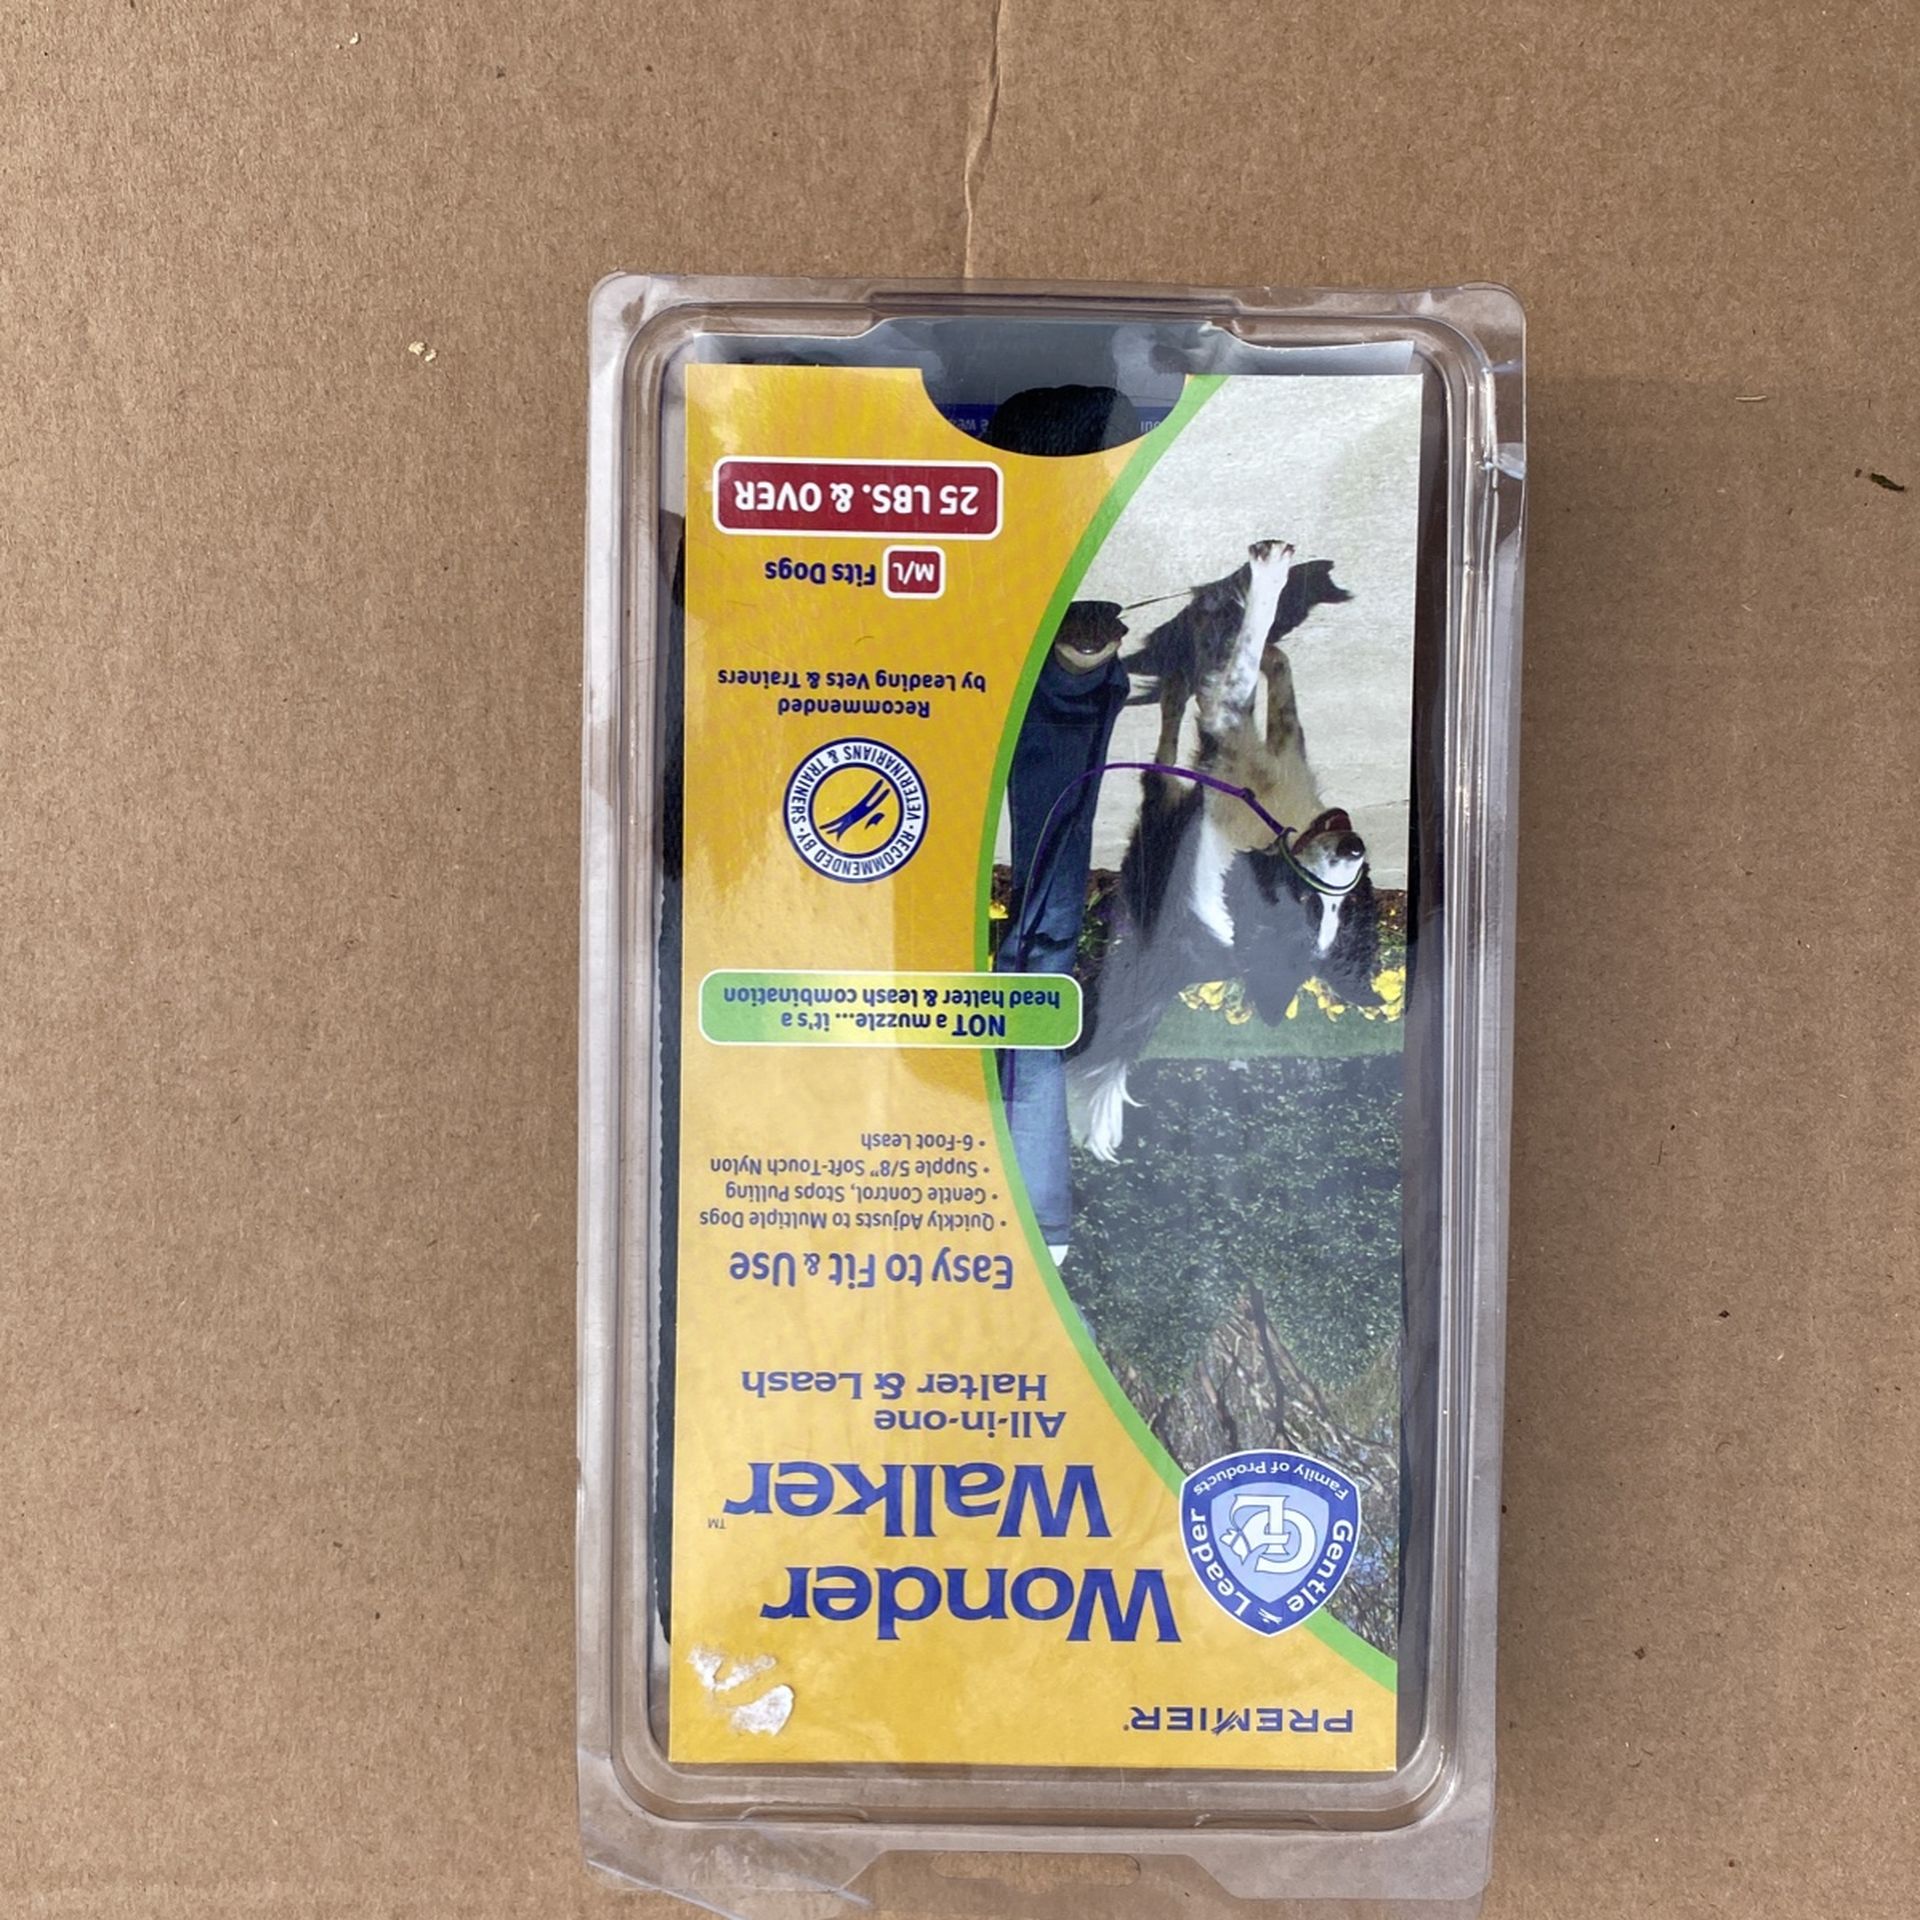 PREMIER®
Wonder
Walker™
All-in-one
Halter & Leash
Gentle Leader
Family of Products
GL
Easy to Fit & Use
• Quickly Adjusts to Multiple Dogs
• Gentle Control, Stops Pulling
• Supple 5/8” Soft-Touch Nylon
• 6-Foot Leash
NOT a muzzle... it's a
head halter & leash combination
RECOMMENDED BY • VETERINARIANS & TRAINERS •
Recommended
by Leading Vets & Trainers
M/L Fits Dogs
25 LBS. & OVER